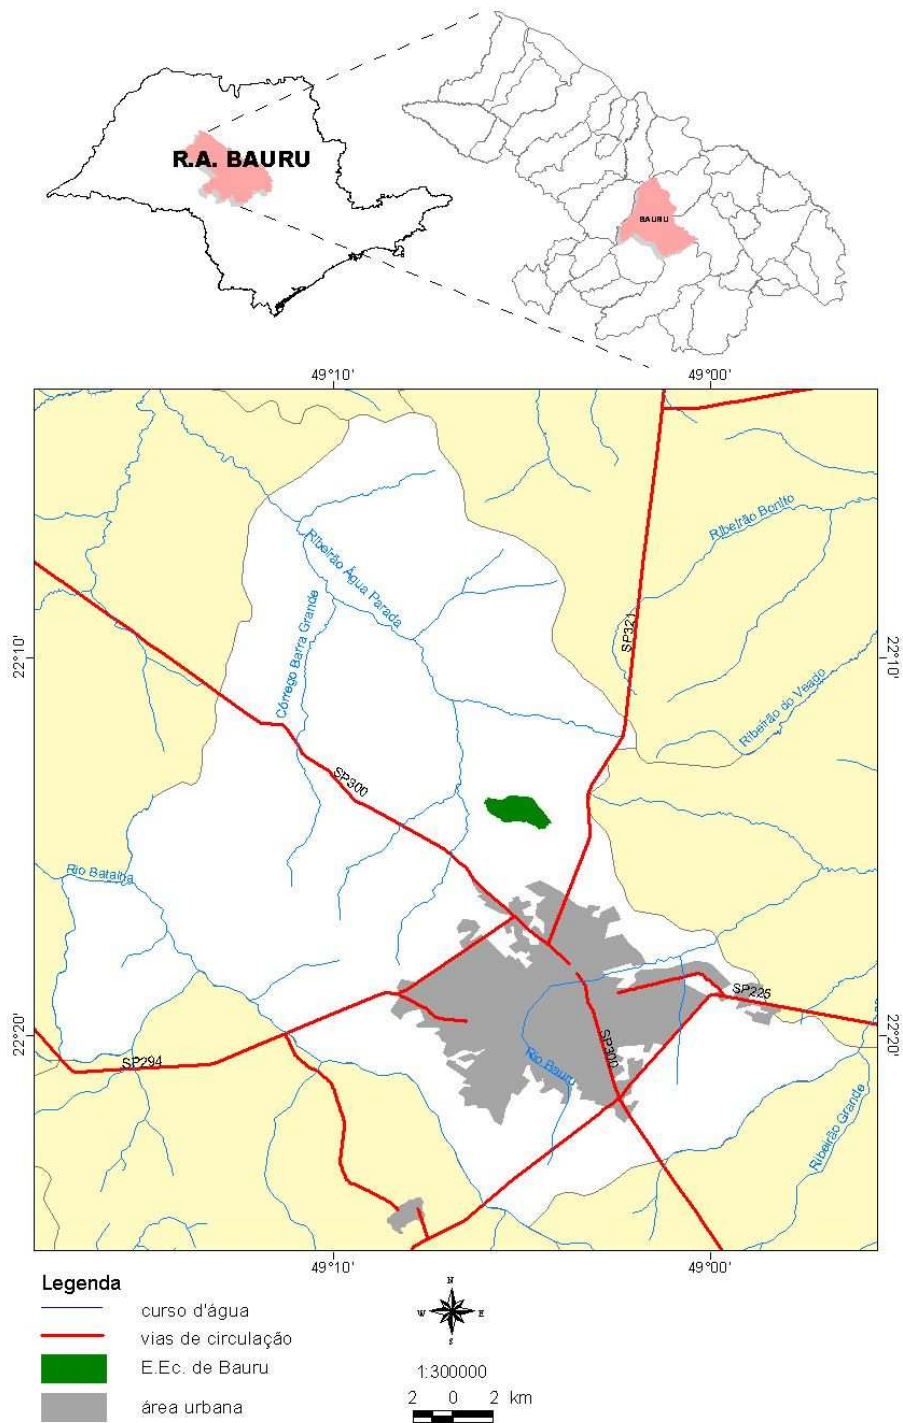 R.A. BAURU
BAURU
49°10'
49°00'
Ribeirão Bonito
Ribeirão Água Parada
Córrego Barra Grande
SP321
22°10'
22°10'
Ribeirão do Veado
SP300
Rio Batalha
SP225
22°20'
22°20'
SP294
Rio Bauru
SP300
Ribeirão Grande
49°10'
49°00'
Legenda
curso d'água
vias de circulação
E.Ec. de Bauru
área urbana
N
W
E
S
1:300000
2 0 2 km